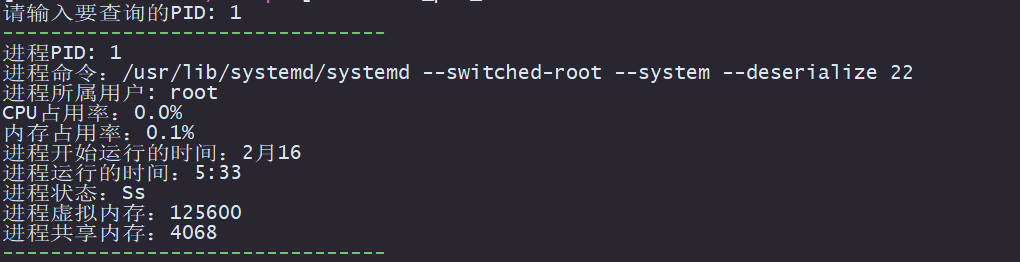 请输入要查询的PID: 1
--------------------------------
进程PID: 1
进程命令：/usr/lib/systemd/systemd --switched-root --system --deserialize 22
进程所属用户: root
CPU占用率：0.0%
内存占用率：0.1%
进程开始运行的时间：2月16
进程运行的时间：5:33
进程状态：Ss
进程虚拟内存：125600
进程共享内存：4068
--------------------------------